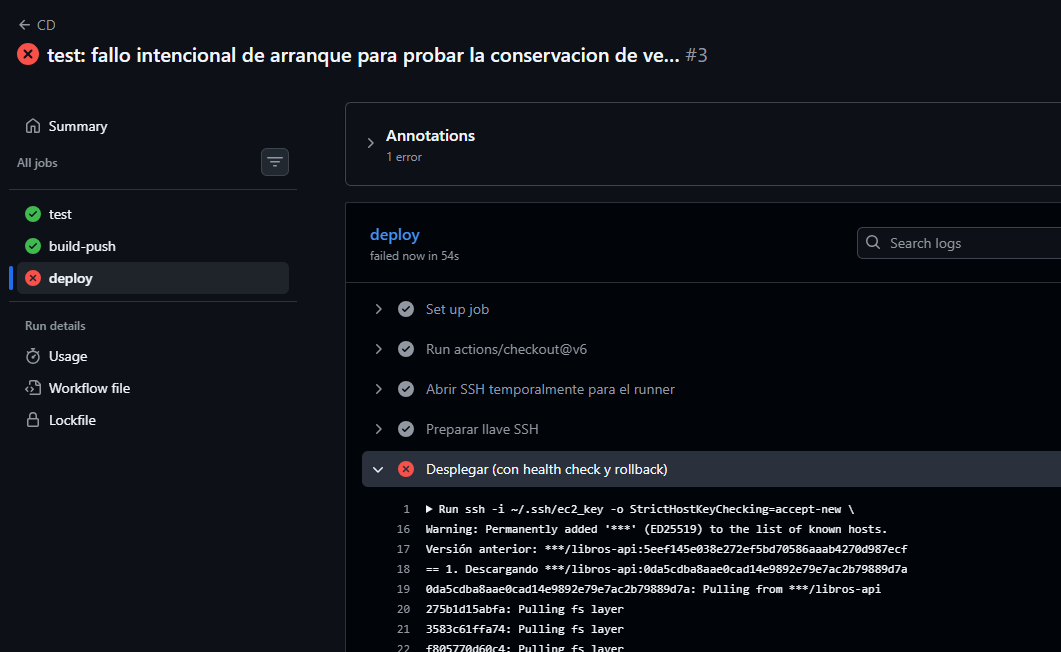 CD
test: fallo intencional de arranque para probar la conservacion de ve... #3
Summary
All jobs
test
build-push
deploy
Run details
Usage
Workflow file
Lockfile
Annotations
1 error
deploy
failed now in 54s
Search logs
Set up job
Run actions/checkout@v6
Abrir SSH temporalmente para el runner
Preparar llave SSH
Desplegar (con health check y rollback)
1 Run ssh -i ~/.ssh/ec2_key -o StrictHostKeyChecking=accept-new \
16 Warning: Permanently added '***' (ED25519) to the list of known hosts.
17 Versión anterior: ***/libros-api:5eef145e038e272ef5bd70586aaab4270d987ecf
18 == 1. Descargando ***/libros-api:0da5cdba8aae0cad14e9892e79e7ac2b79889d7a
19 0da5cdba8aae0cad14e9892e79e7ac2b79889d7a: Pulling from ***/libros-api
20 275b1d15abfa: Pulling fs layer
21 3583c61ffa74: Pulling fs layer
22 f805770d60c4: Pulling fs layer